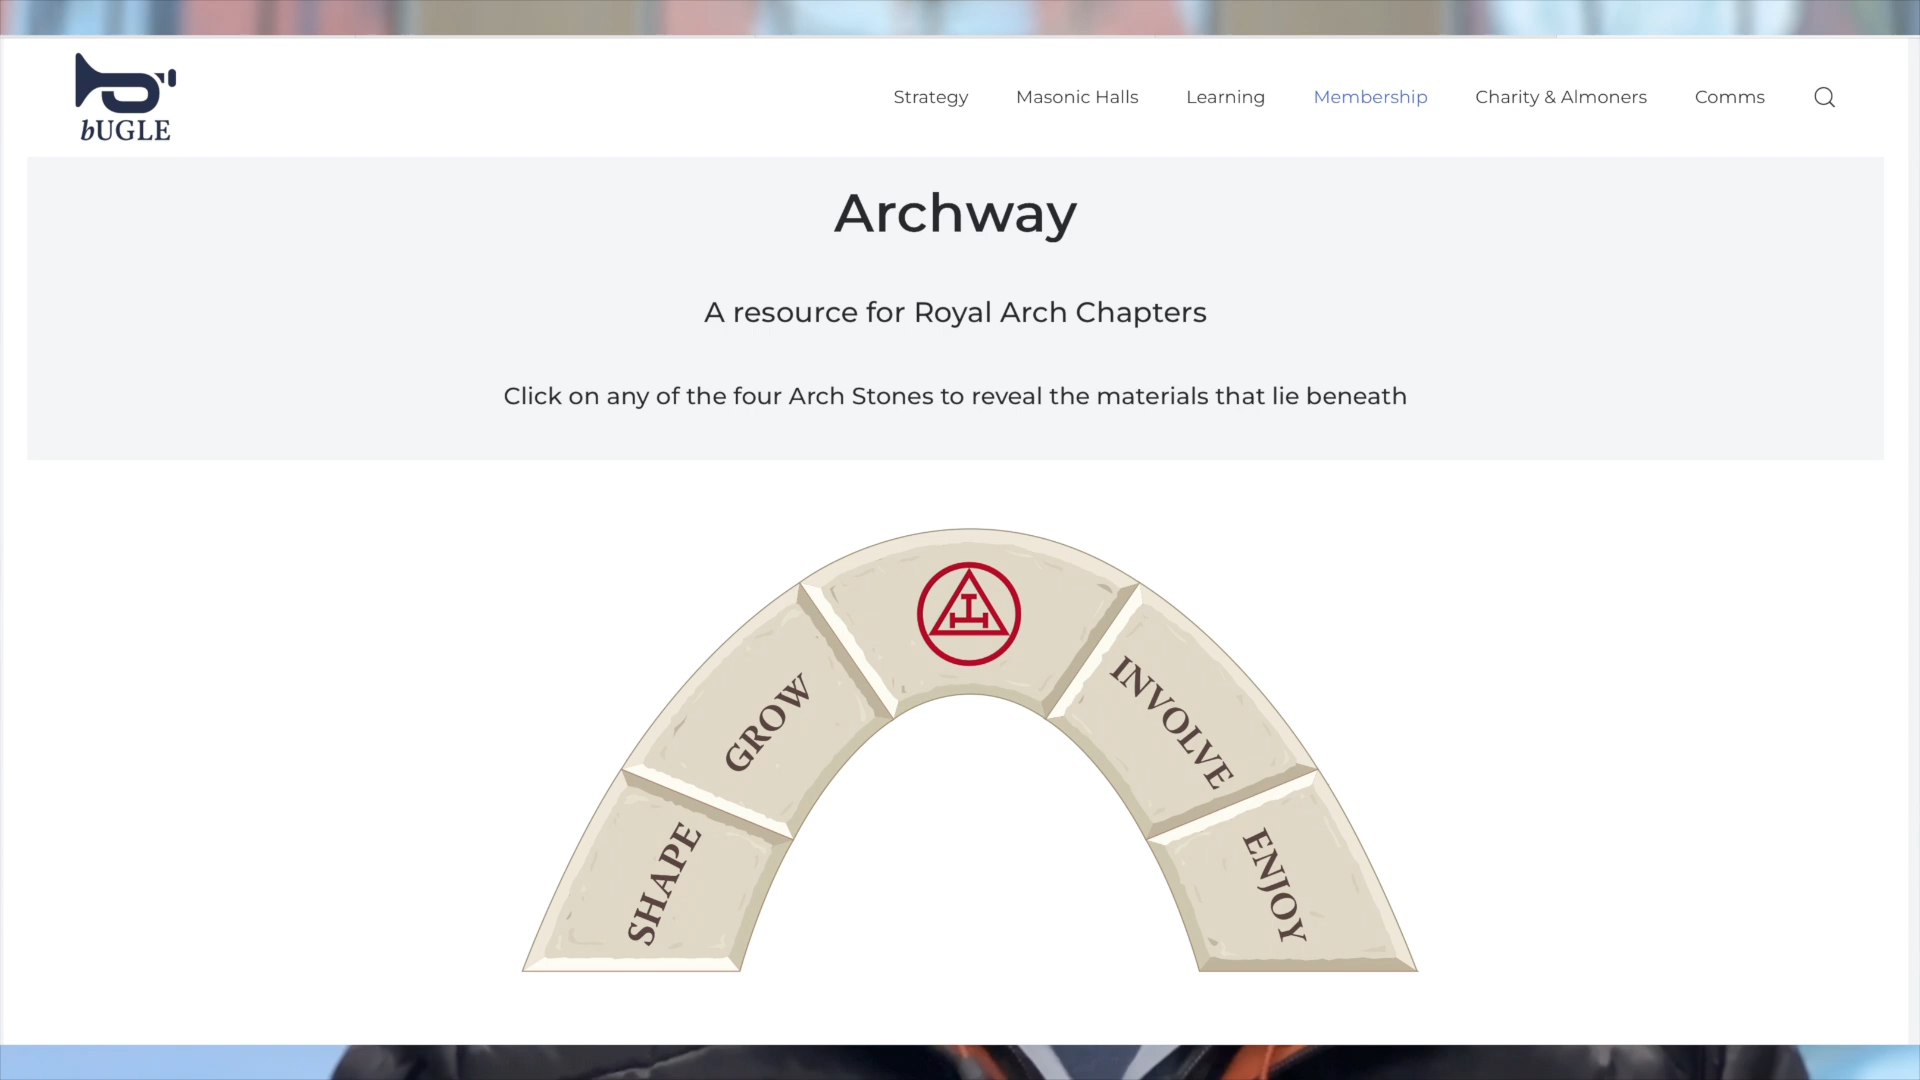 bUGLE
Strategy Masonic Halls Learning Membership Charity & Almoners Comms
Archway
A resource for Royal Arch Chapters
Click on any of the four Arch Stones to reveal the materials that lie beneath
SHAPE
GROW
INVOLVE
ENJOY